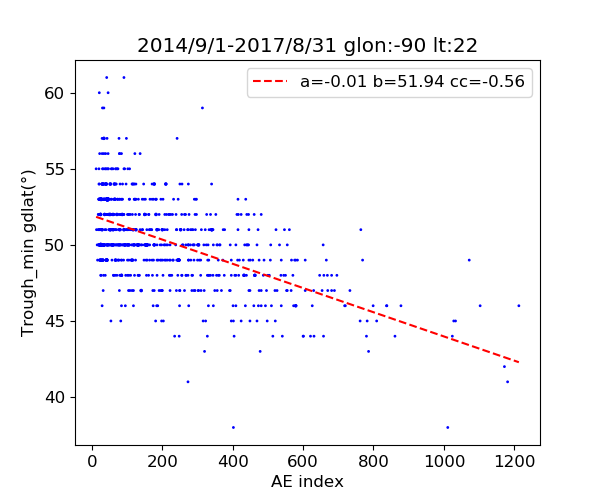 2014/9/1-2017/8/31 glon:-90 lt:22
a=-0.01 b=51.94 cc=-0.56
Trough_min gdlat(°)
60
55
50
45
40
0 200 400 600 800 1000 1200
AE index